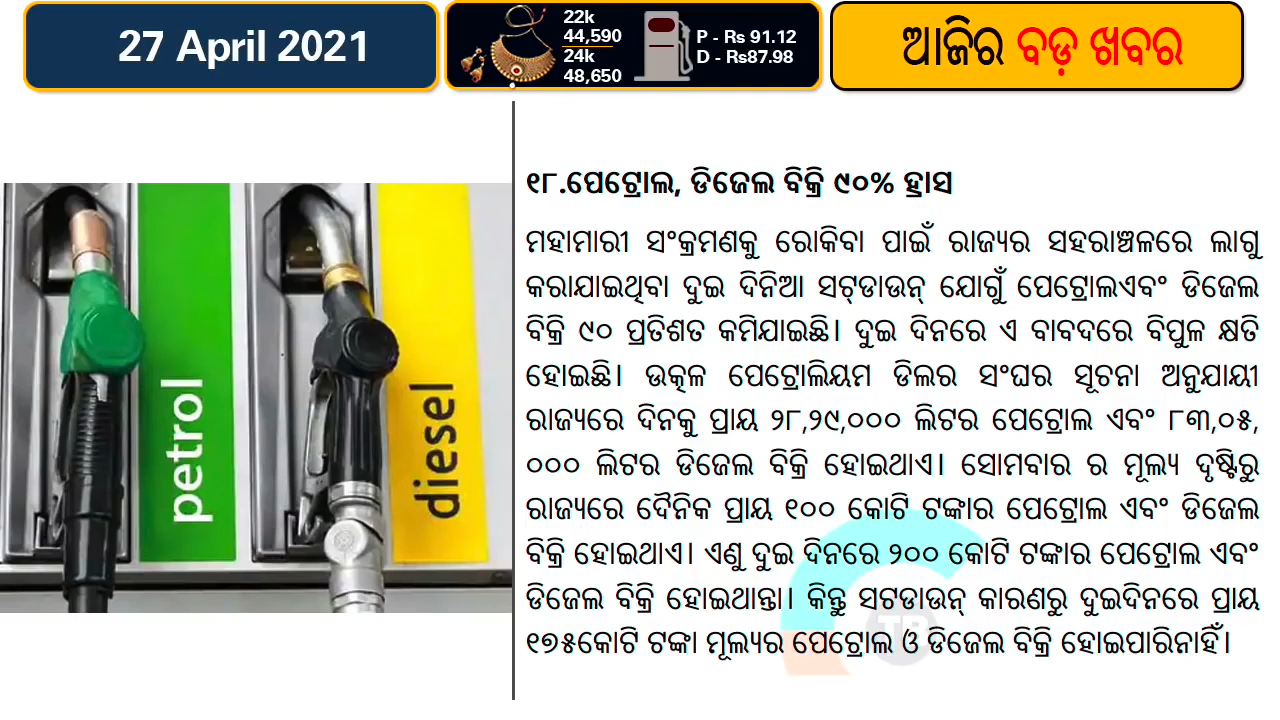 27 April 2021
22k
44,590
24k
48,650
P - Rs 91.12
D - Rs87.98
ଆଜିର ବଡ଼ ଖବର
petrol
diesel
୧୮.ପେଟ୍ରୋଲ, ଡିଜେଲ ବିକ୍ରି ୯୦% ହ୍ରାସ
ମହାମାରୀ ସଂକ୍ରମଣକୁ ରୋକିବା ପାଇଁ ରାଜ୍ୟର ସହରାଞ୍ଚଳରେ ଲାଗୁ
କରାଯାଇଥିବା ଦୁଇ ଦିନିଆ ସଟ୍‌ଡାଉନ୍ ଯୋଗୁଁ ପେଟ୍ରୋଲଏବଂ ଡିଜେଲ
ବିକ୍ରି ୯୦ ପ୍ରତିଶତ କମିଯାଇଛି। ଦୁଇ ଦିନରେ ଏ ବାବଦରେ ବିପୁଳ କ୍ଷତି
ହୋଇଛି। ଉତ୍କଳ ପେଟ୍ରୋଲିୟମ ଡିଲର ସଂଘର ସୂଚନା ଅନୁଯାୟୀ
ରାଜ୍ୟରେ ଦିନକୁ ପ୍ରାୟ ୨୮,୨୯,୦୦୦ ଲିଟର ପେଟ୍ରୋଲ ଏବଂ ୮୩,୦୫,
୦୦୦ ଲିଟର ଡିଜେଲ ବିକ୍ରି ହୋଇଥାଏ। ସୋମବାର ର ମୂଲ୍ୟ ଦୃଷ୍ଟିରୁ
ରାଜ୍ୟରେ ଦୈନିକ ପ୍ରାୟ ୧୦୦ କୋଟି ଟଙ୍କାର ପେଟ୍ରୋଲ ଏବଂ ଡିଜେଲ
ବିକ୍ରି ହୋଇଥାଏ। ଏଣୁ ଦୁଇ ଦିନରେ ୨୦୦ କୋଟି ଟଙ୍କାର ପେଟ୍ରୋଲ ଏବଂ
ଡିଜେଲ ବିକ୍ରି ହୋଇଥାନ୍ତା। କିନ୍ତୁ ସଟଡାଉନ୍ କାରଣରୁ ଦୁଇଦିନରେ ପ୍ରାୟ
୧୭୫କୋଟି ଟଙ୍କା ମୂଲ୍ୟର ପେଟ୍ରୋଲ ଓ ଡିଜେଲ ବିକ୍ରି ହୋଇପାରିନାହିଁ।